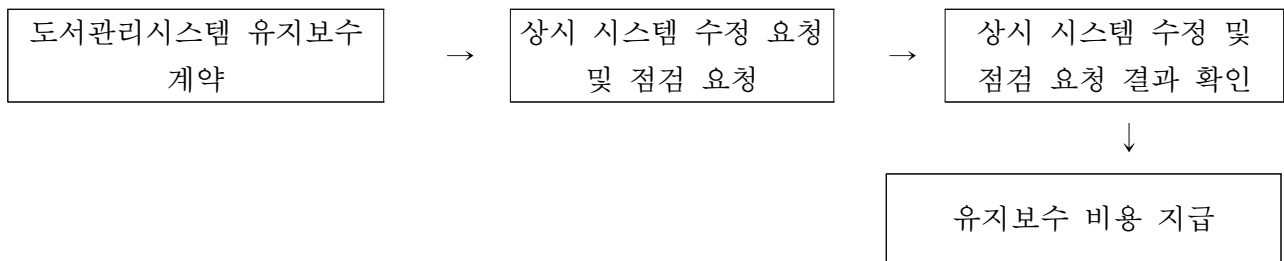 도서관리시스템 유지보수
계약
→
상시 시스템 수정 요청
및 점검 요청
→
상시 시스템 수정 및
점검 요청 결과 확인
↓
유지보수 비용 지급